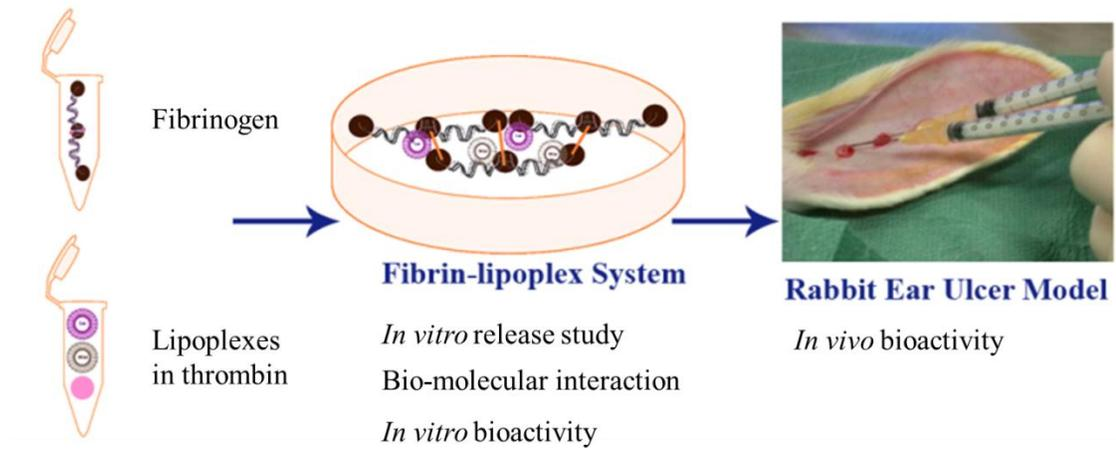 Fibrinogen
Lipoplexes
in thrombin
Fibrin-lipoplex System
In vitro release study
Bio-molecular interaction
In vitro bioactivity
Rabbit Ear Ulcer Model
In vivo bioactivity